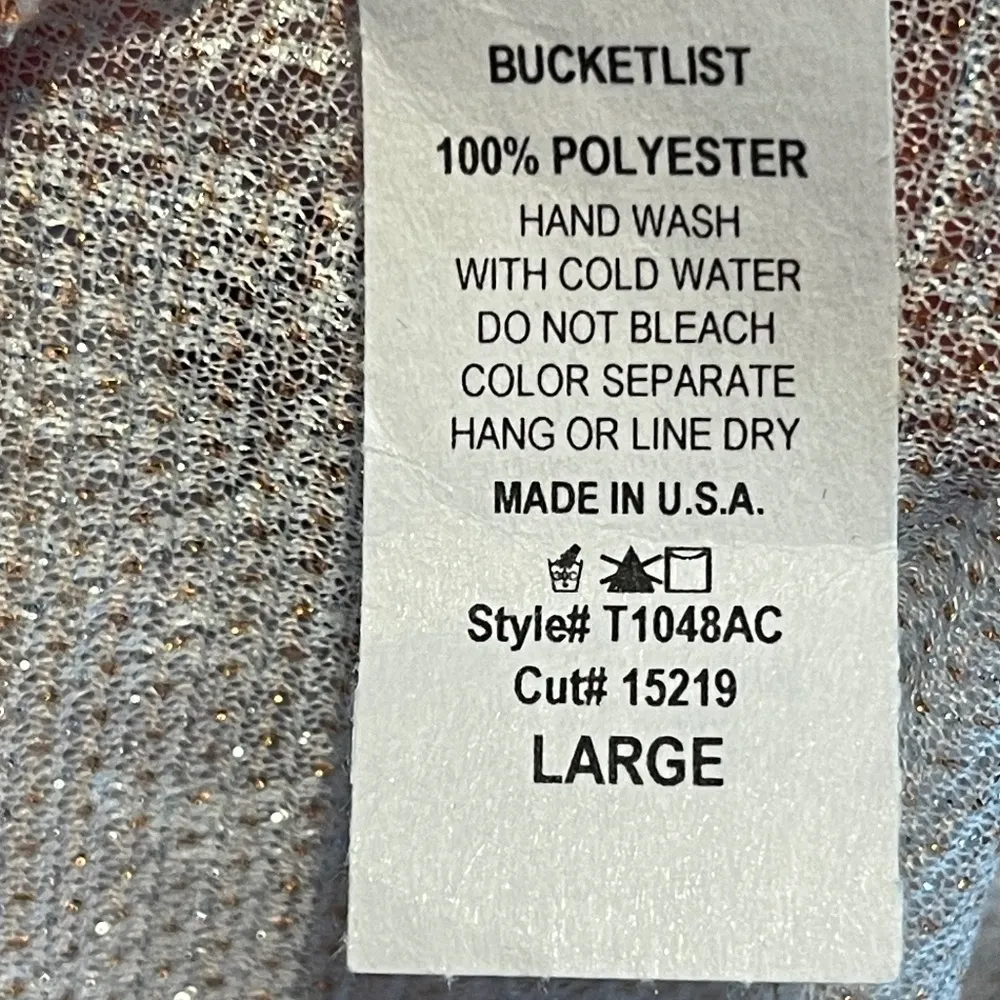 BUCKETLIST
100% POLYESTER
HAND WASH
WITH COLD WATER
DO NOT BLEACH
COLOR SEPARATE
HANG OR LINE DRY
MADE IN U.S.A.
Style# T1048AC
Cut# 15219
LARGE